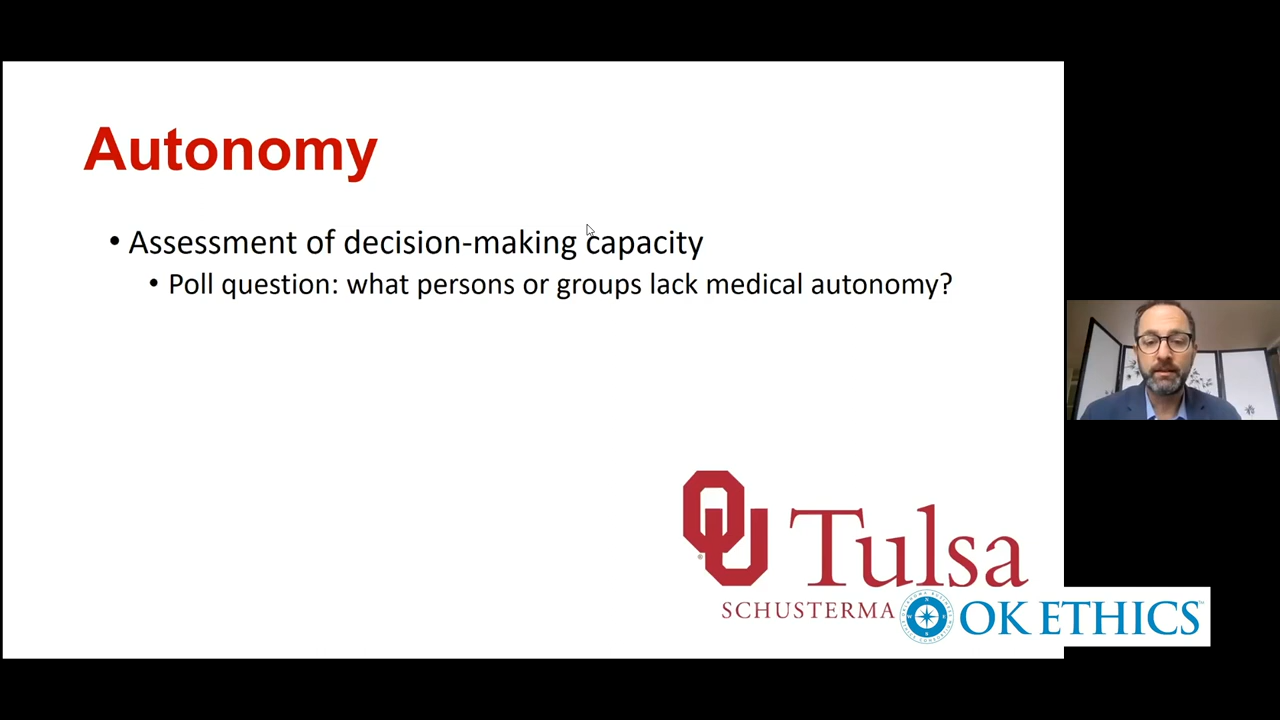 Autonomy
• Assessment of decision-making capacity
• Poll question: what persons or groups lack medical autonomy?
OU Tulsa
SCHUSTERMA
OK ETHICS